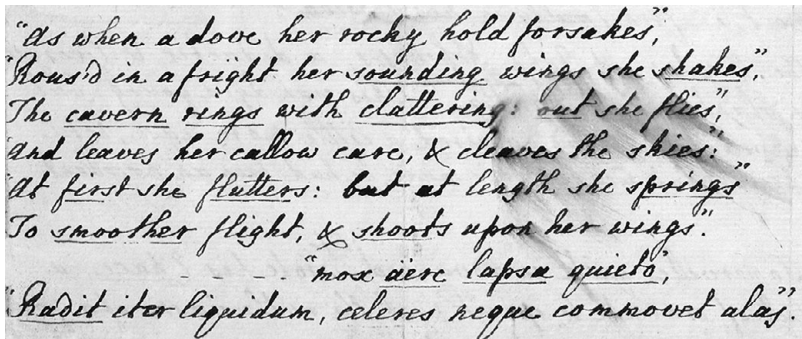 "As when a dove her rocky hold forsakes",
"Rous'd in a fright her sounding wings she shakes",
The cavern rings with clattering: out she flies",
"And leaves her callow care, & cleaves the skies:"
"At first she flutters: but at length she springs"
To smoother flight, & shoots upon her wings".
- - - - "mox aëre lapsa quieto",
"Radit iter liquidum, celeres neque commovet alas".